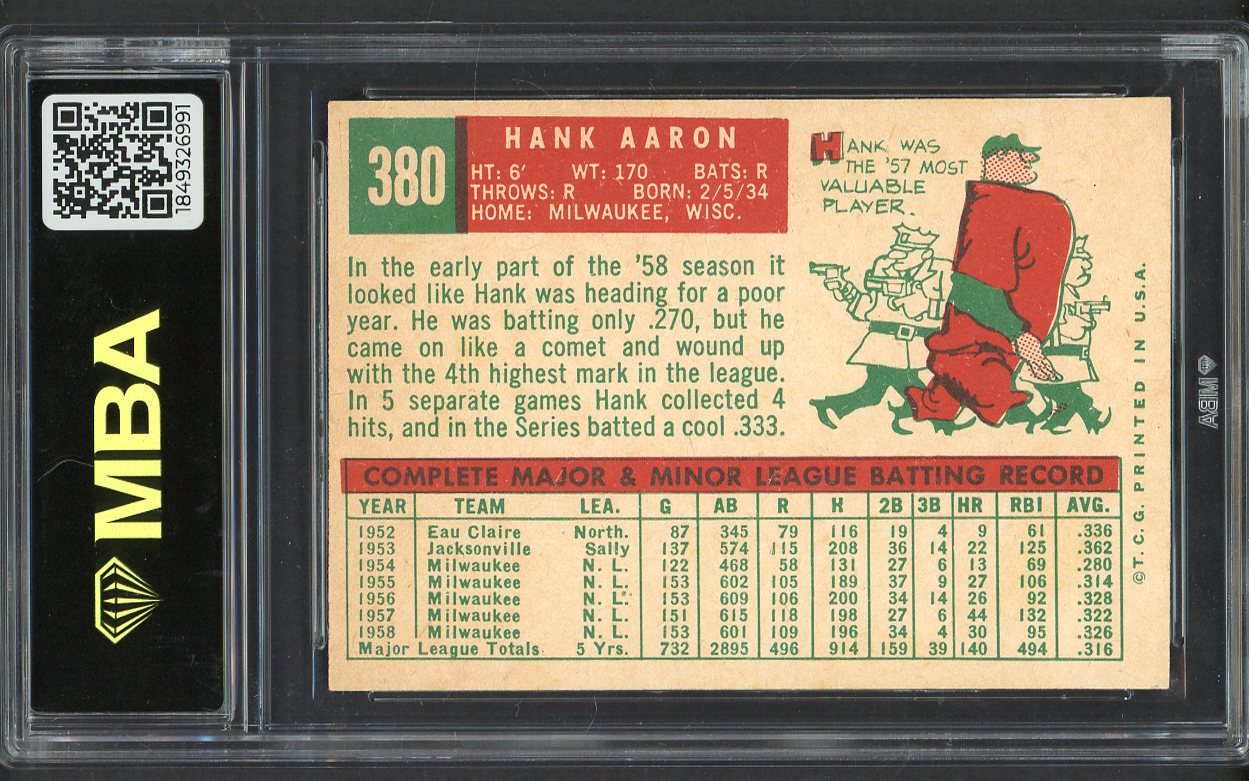 1849326991
MBA
380
HANK AARON
HT: 6' WT: 170 BATS: R
THROWS: R BORN: 2/5/34
HOME: MILWAUKEE, WISC.
HANK WAS
THE '57 MOST
VALUABLE
PLAYER.
In the early part of the '58 season it
looked like Hank was heading for a poor
year. He was batting only .270, but he
came on like a comet and wound up
with the 4th highest mark in the league.
In 5 separate games Hank collected 4
hits, and in the Series batted a cool .333.
COMPLETE MAJOR & MINOR LEAGUE BATTING RECORD
YEAR TEAM LEA. G AB R H 2B 3B HR RBI AVG.
1952 Eau Claire North. 87 345 79 116 19 4 9 61 .336
1953 Jacksonville Sally 137 574 115 208 36 14 22 125 .362
1954 Milwaukee N. L. 122 468 58 131 27 6 13 69 .280
1955 Milwaukee N. L. 153 602 105 189 37 9 27 106 .314
1956 Milwaukee N. L. 153 609 106 200 34 14 26 92 .328
1957 Milwaukee N. L. 151 615 118 198 27 6 44 132 .322
1958 Milwaukee N. L. 153 601 109 196 34 4 30 95 .326
Major League Totals 5 Yrs. 732 2895 496 914 159 39 140 494 .316
©T. C. G. PRINTED IN U.S.A.
MBA